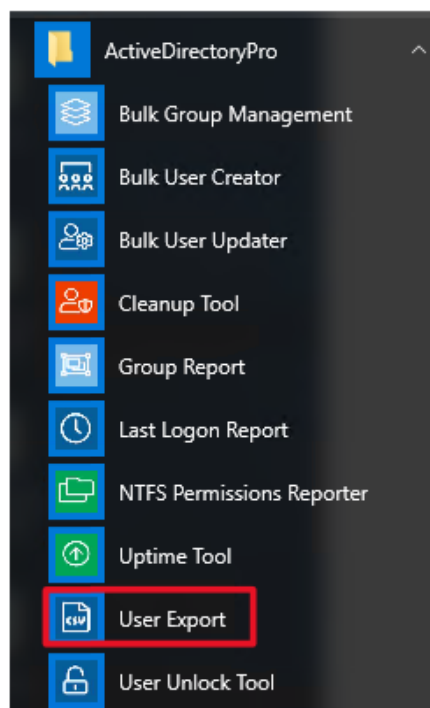 ActiveDirectoryPro
Bulk Group Management
Bulk User Creator
Bulk User Updater
Cleanup Tool
Group Report
Last Logon Report
NTFS Permissions Reporter
Uptime Tool
csv
User Export
User Unlock Tool